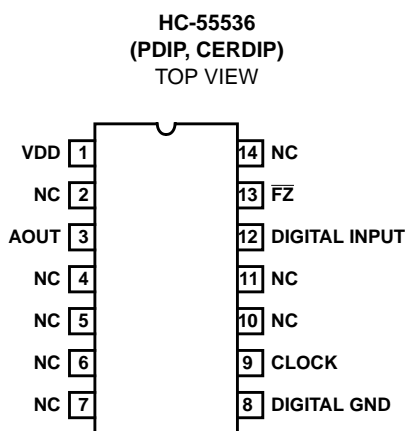 HC-55536
(PDIP, CERDIP)
TOP VIEW
VDD 1 14 NC
NC 2 13 F̅Z̅
AOUT 3 12 DIGITAL INPUT
NC 4 11 NC
NC 5 10 NC
NC 6 9 CLOCK
NC 7 8 DIGITAL GND